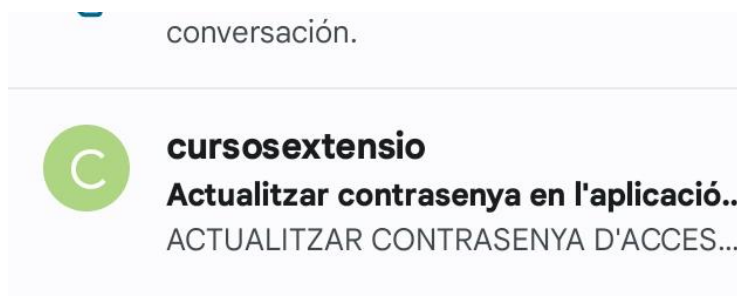 conversación.
C
cursosextensio
Actualitzar contrasenya en l'aplicació..
ACTUALITZAR CONTRASENYA D'ACCES...